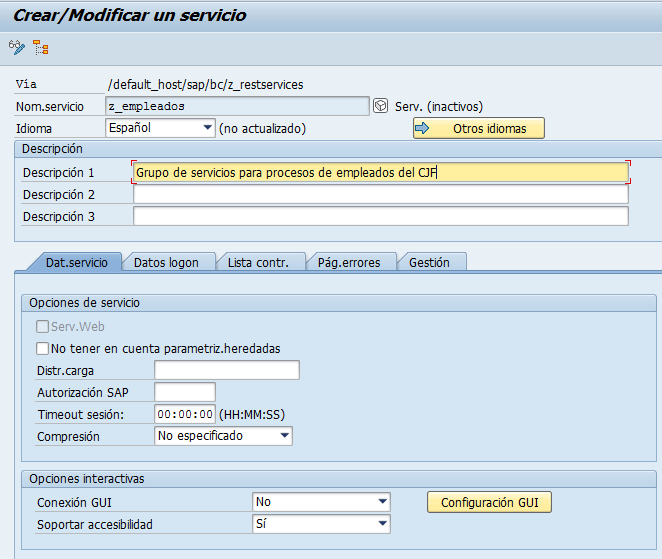 Crear/Modificar un servicio
Vía /default_host/sap/bc/z_restservices
Nom.servicio z_empleados Serv. (inactivos)
Idioma Español (no actualizado) Otros idiomas
Descripción
Descripción 1 Grupo de servicios para procesos de empleados del CJF
Descripción 2
Descripción 3
Dat.servicio Datos logon Lista contr. Pág.errores Gestión
Opciones de servicio
Serv.Web
No tener en cuenta parametriz.heredadas
Distr.carga
Autorización SAP
Timeout sesión: 00:00:00 (HH:MM:SS)
Compresión No especificado
Opciones interactivas
Conexión GUI No Configuración GUI
Soportar accesibilidad Sí